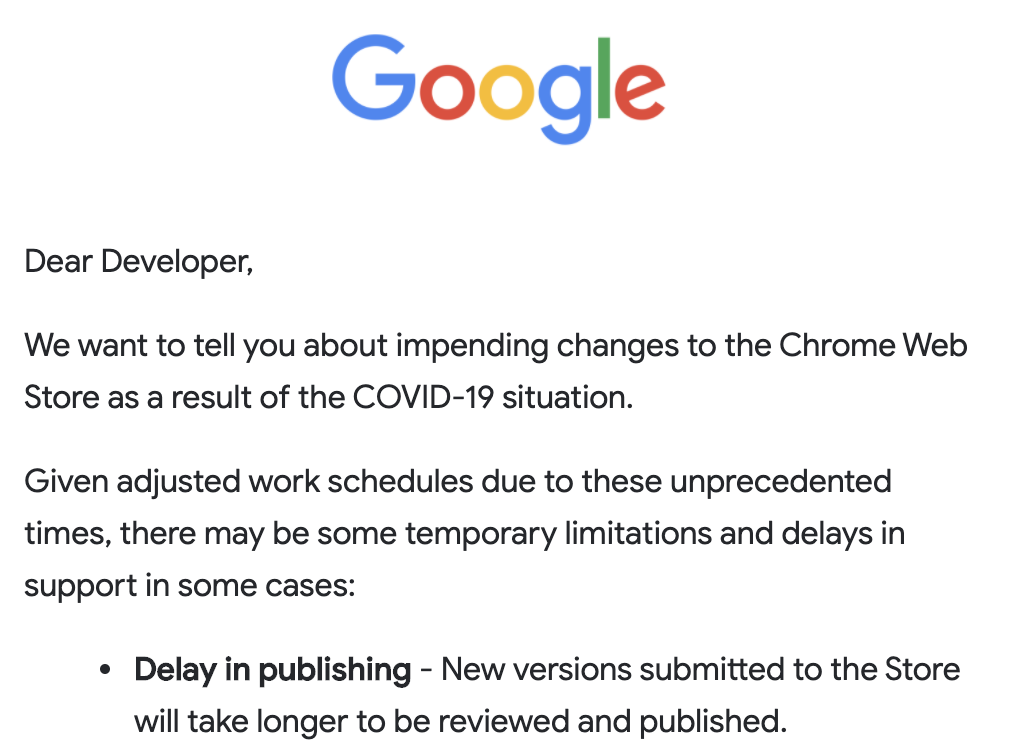 Google
Dear Developer,
We want to tell you about impending changes to the Chrome Web
Store as a result of the COVID-19 situation.
Given adjusted work schedules due to these unprecedented
times, there may be some temporary limitations and delays in
support in some cases:
• Delay in publishing - New versions submitted to the Store
will take longer to be reviewed and published.